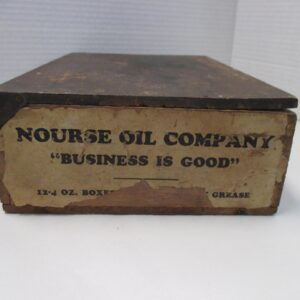 NOURSE OIL COMPANY
"BUSINESS IS GOOD"
12-4 OZ. BOXES GREASE